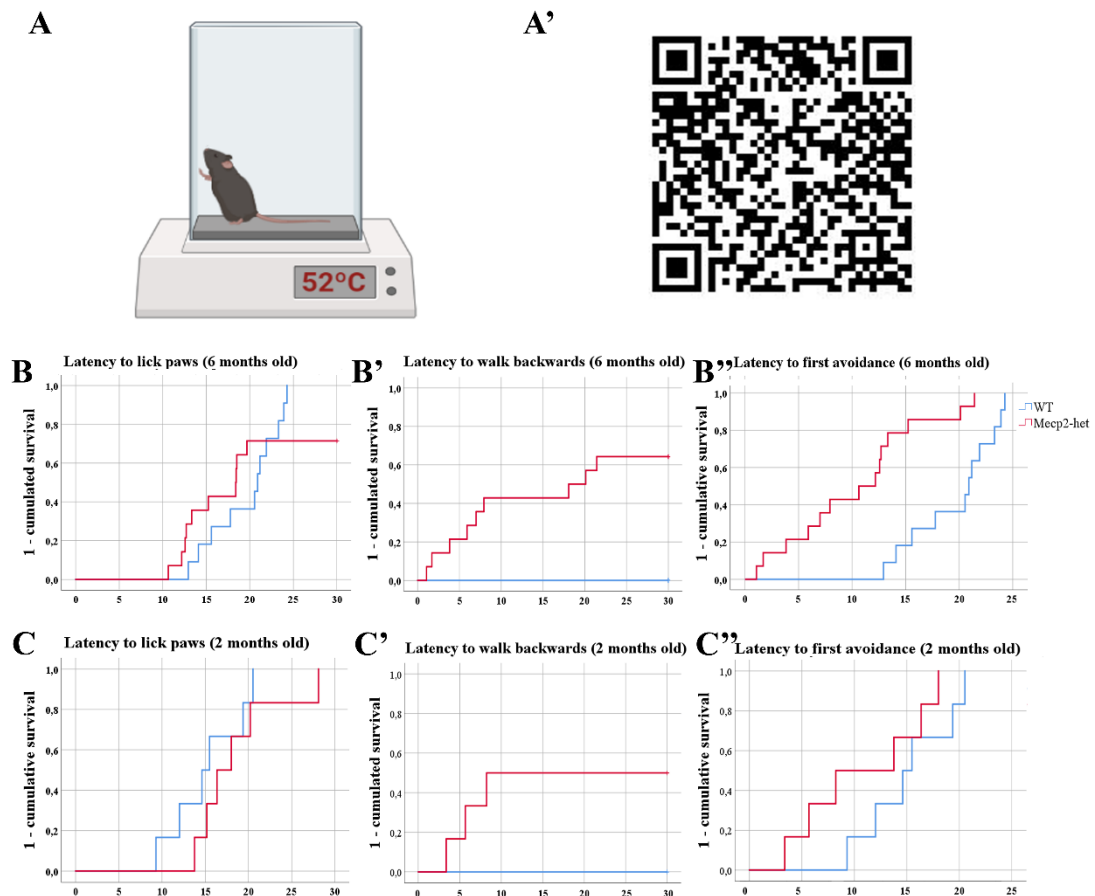 A
A’
52°C
B
Latency to lick paws (6 months old)
1 - cumulated survival
1,0
0,8
0,6
0,4
0,2
0,0
0 5 10 15 20 25 30
B’
Latency to walk backwards (6 months old)
1 - cumulated survival
1,0
0,8
0,6
0,4
0,2
0,0
0 5 10 15 20 25 30
B’’
Latency to first avoidance (6 months old)
1 - cumulative survival
1,0
0,8
0,6
0,4
0,2
0,0
0 5 10 15 20 25
WT
Mecp2-het
C
Latency to lick paws (2 months old)
1 - cumulative survival
1,0
0,8
0,6
0,4
0,2
0,0
0 5 10 15 20 25 30
C’
Latency to walk backwards (2 months old)
1 - cumulated survival
1,0
0,8
0,6
0,4
0,2
0,0
0 5 10 15 20 25 30
C’’
Latency to first avoidance (2 months old)
1 - cumulative survival
1,0
0,8
0,6
0,4
0,2
0,0
0 5 10 15 20 25